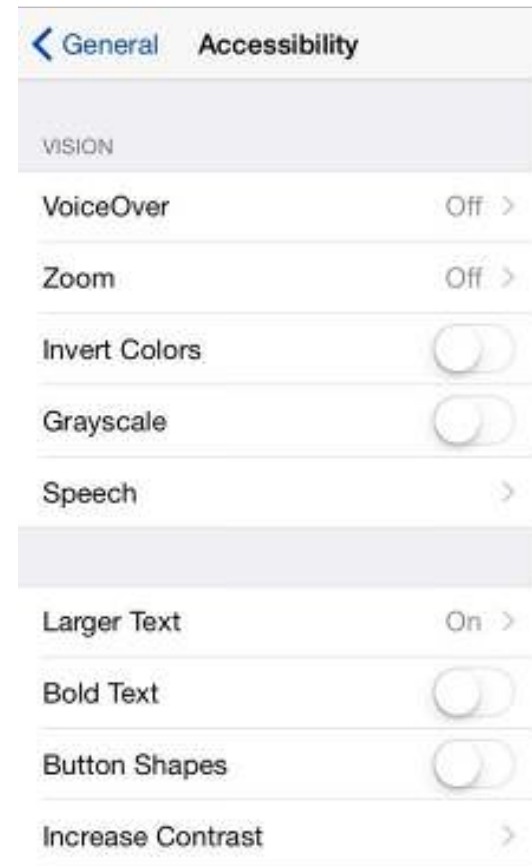 General Accessibility
VISION
VoiceOver Off
Zoom Off
Invert Colors
Grayscale
Speech
Larger Text On
Bold Text
Button Shapes
Increase Contrast